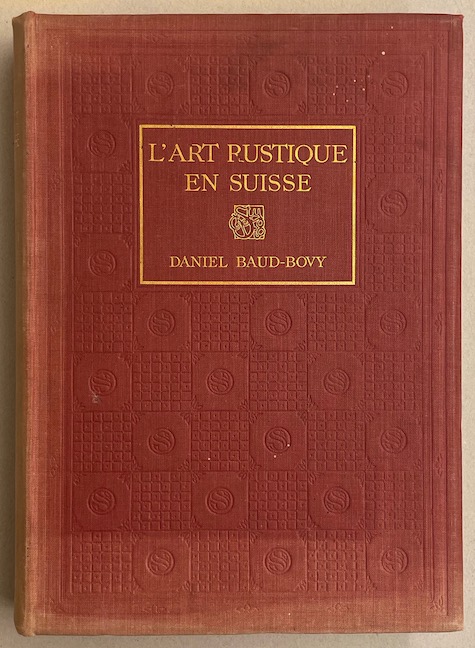 L'ART RUSTIQUE
EN SUISSE
DANIEL BAUD-BOVY